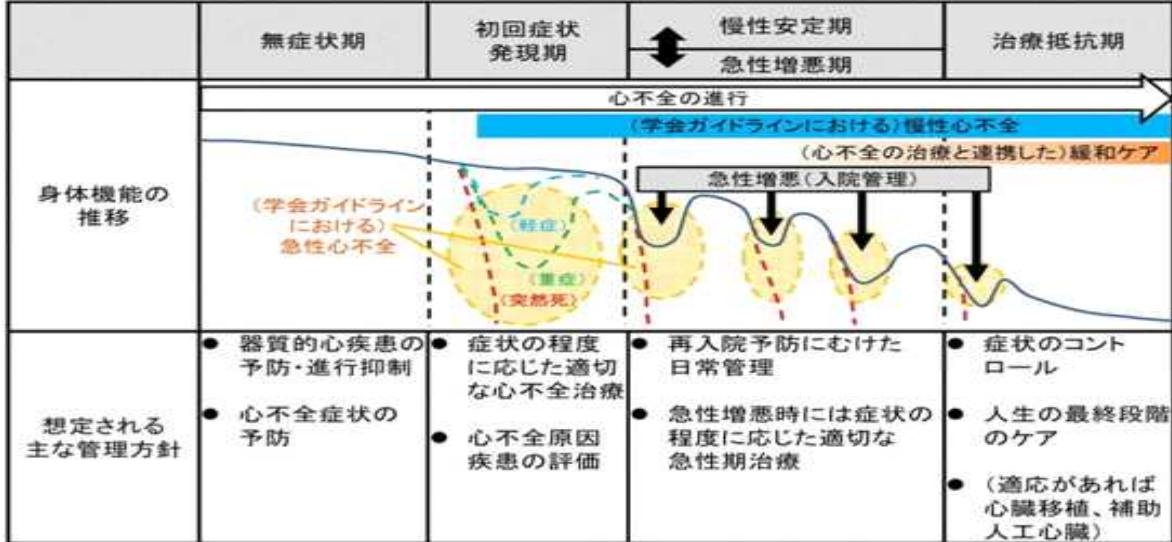 無症状期
初回症状
発現期
慢性安定期
急性増悪期
治療抵抗期
身体機能の
推移
心不全の進行
(学会ガイドラインにおける)慢性心不全
(心不全の治療と連携した)緩和ケア
急性増悪(入院管理)
(学会ガイドライン
における)
急性心不全
(軽症)
(重症)
(突然死)
想定される
主な管理方針
● 器質的心疾患の
予防・進行抑制
● 心不全症状の
予防
● 症状の程度
に応じた適切
な心不全治療
● 心不全原因
疾患の評価
● 再入院予防にむけた
日常管理
● 急性増悪時には症状の
程度に応じた適切な
急性期治療
● 症状のコント
ロール
● 人生の最終段階
のケア
● (適応があれば
心臓移植、補助
人工心臓)